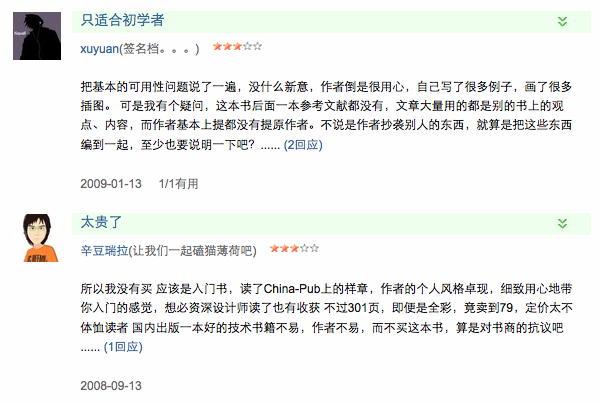 只适合初学者
xuyuan(签名档。。。)
把基本的可用性问题说了一遍，没什么新意，作者倒是很用心，自己写了很多例子，画了很多
插图。 可是我有个疑问，这本书后面一本参考文献都没有，文章大量用的都是别的书上的观
点、内容，而作者基本上提都没有提原作者。不说是作者抄袭别人的东西，就算是把这些东西
编到一起，至少也要说明一下吧？...... (2回应)
2009-01-13 1/1有用
太贵了
辛豆瑞拉(让我们一起磕猫薄荷吧)
所以我没有买 应该是入门书，读了China-Pub上的样章，作者的个人风格卓现，细致用心地带
你入门的感觉，想必资深设计师读了也有收获 不过301页，即便是全彩，竟卖到79，定价太不
体恤读者 国内出版一本好的技术书籍不易，作者不易，而不买这本书，算是对书商的抗议吧
...... (1回应)
2008-09-13